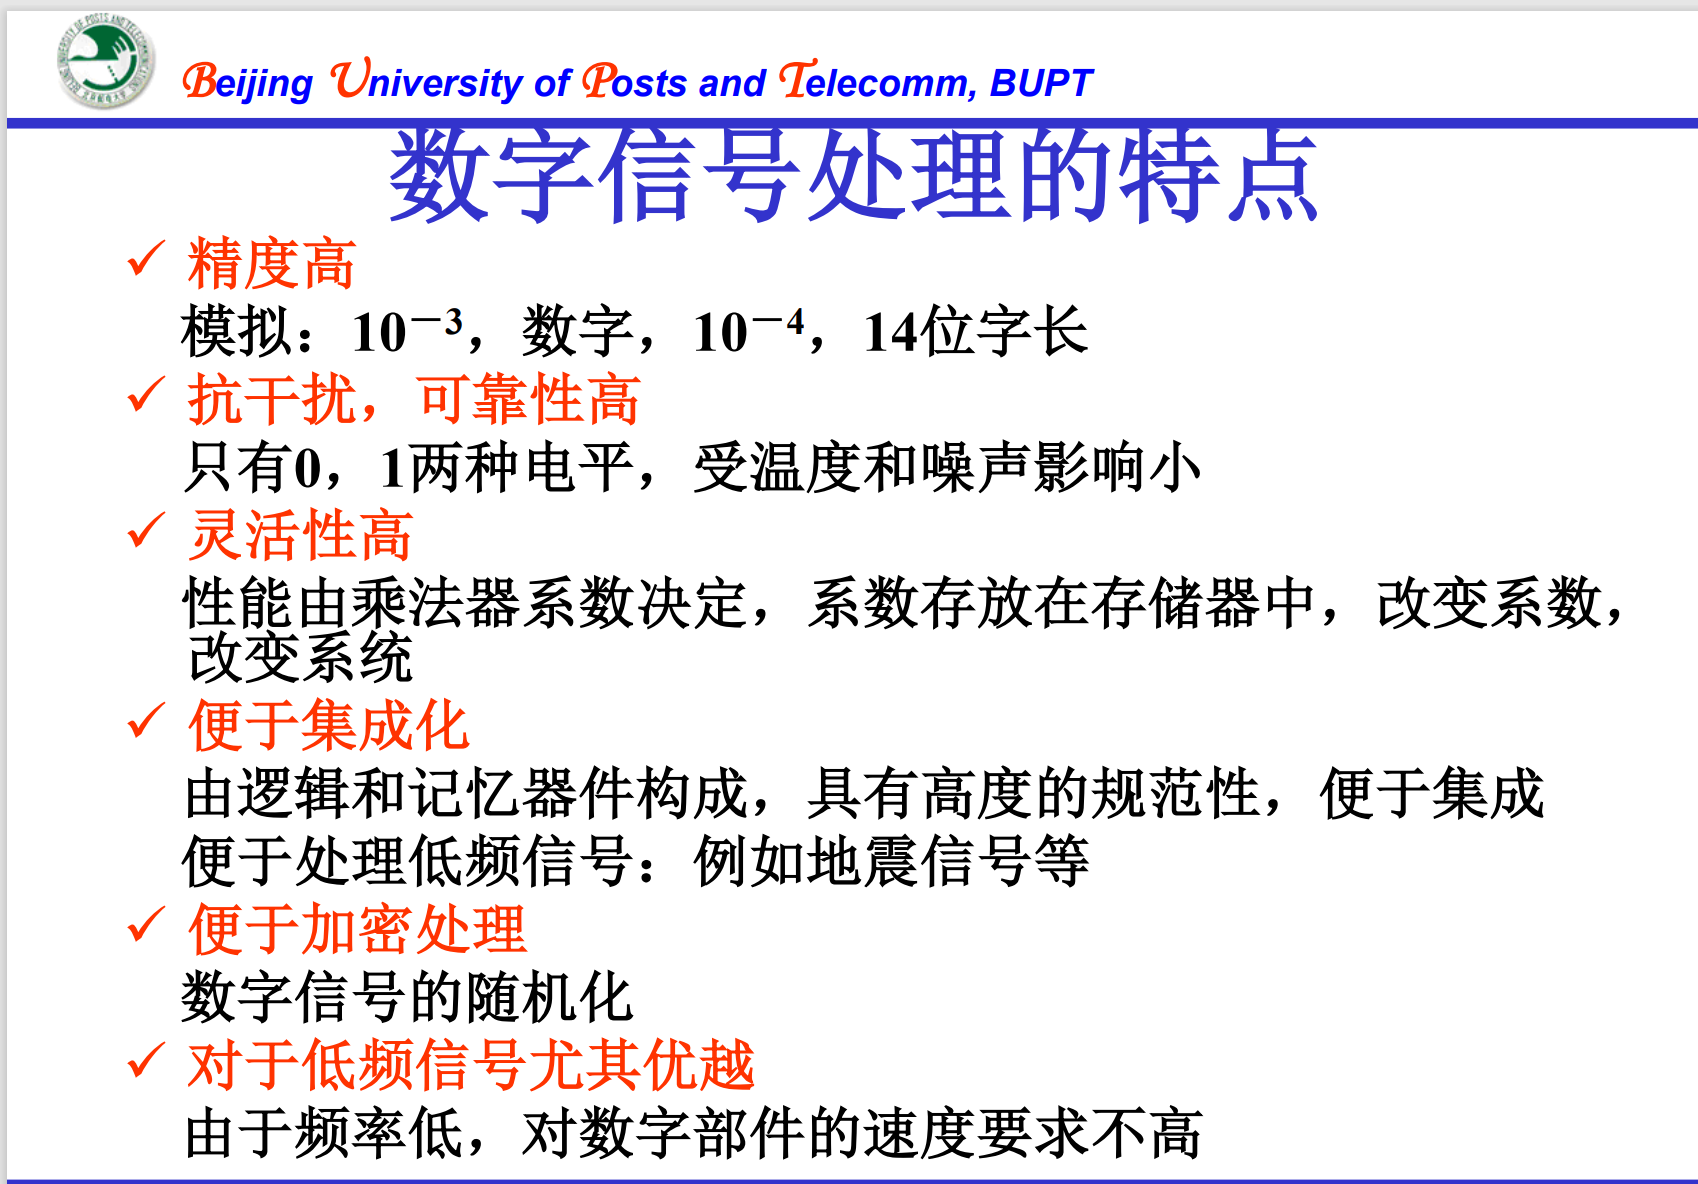 Beijing University of Posts and Telecomm, BUPT
数字信号处理的特点
✓ 精度高
模拟：10－3，数字，10－4，14位字长
✓ 抗干扰，可靠性高
只有0，1两种电平，受温度和噪声影响小
✓ 灵活性高
性能由乘法器系数决定，系数存放在存储器中，改变系数，
改变系统
✓ 便于集成化
由逻辑和记忆器件构成，具有高度的规范性，便于集成
便于处理低频信号：例如地震信号等
✓ 便于加密处理
数字信号的随机化
✓ 对于低频信号尤其优越
由于频率低，对数字部件的速度要求不高